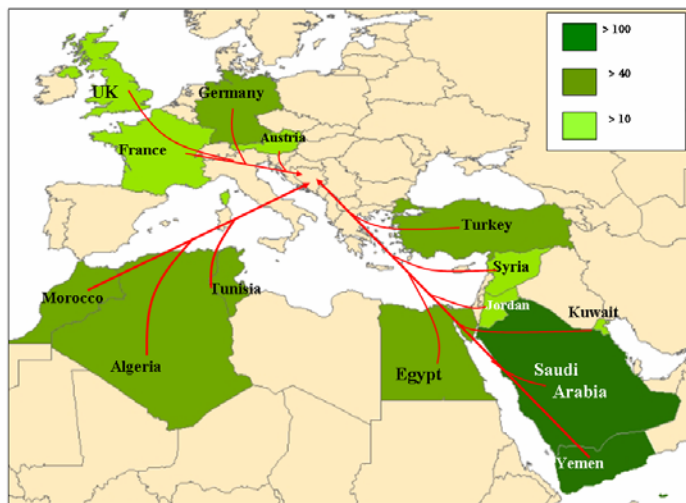 > 100
> 40
> 10
UK
Germany
Austria
France
Turkey
Syria
Jordan
Kuwait
Morocco
Tunisia
Algeria
Egypt
Saudi
Arabia
Yemen